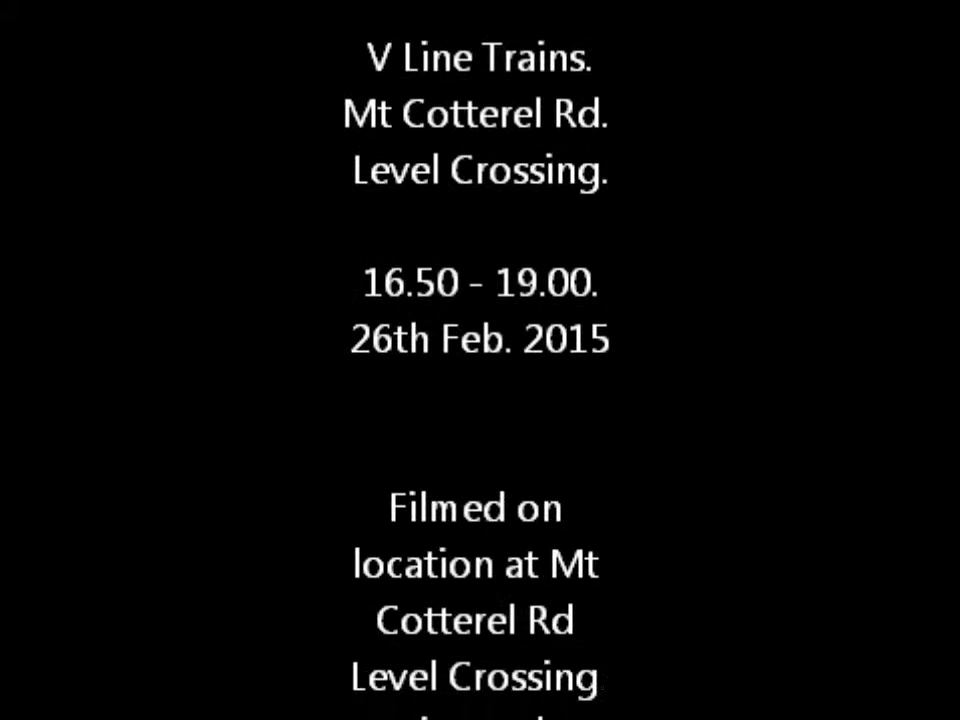 V Line Trains.
Mt Cotterel Rd.
Level Crossing.
16.50 - 19.00.
26th Feb. 2015
Filmed on
location at Mt
Cotterel Rd
Level Crossing